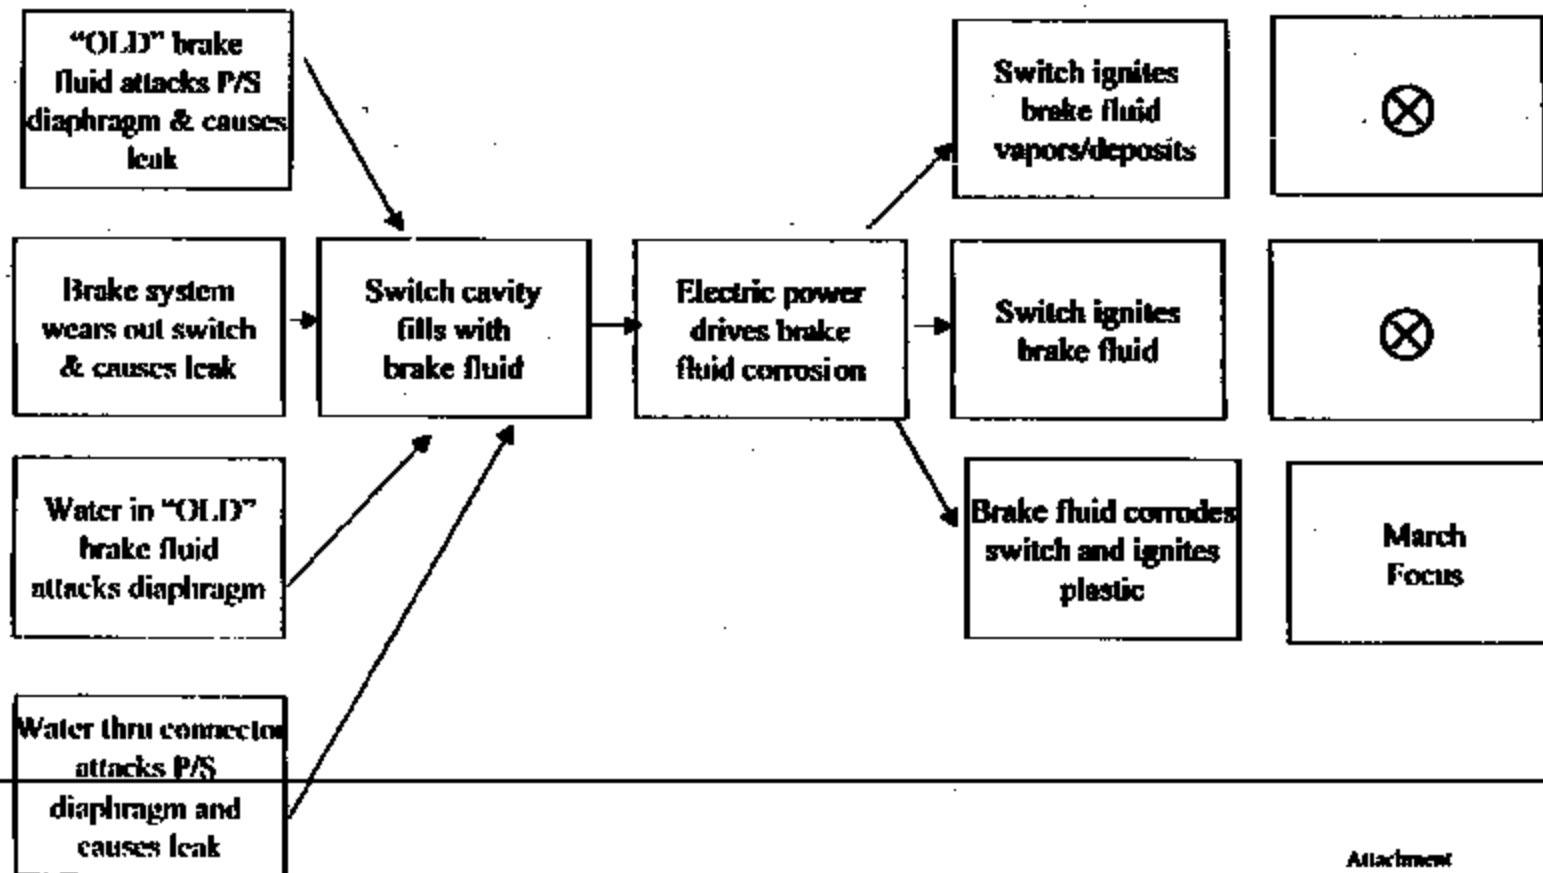 "OLD" brake
fluid attacks P/S
diaphragm & causes
leak
Brake system
wears out switch
& causes leak
Water in "OLD"
brake fluid
attacks diaphragm
Water thru connector
attacks P/S
diaphragm and
causes leak
Switch cavity
fills with
brake fluid
Electric power
drives brake
fluid corrosion
Switch ignites
brake fluid
vapors/deposits
Switch ignites
brake fluid
Brake fluid corrodes
switch and ignites
plastic
March
Focus
Attachment